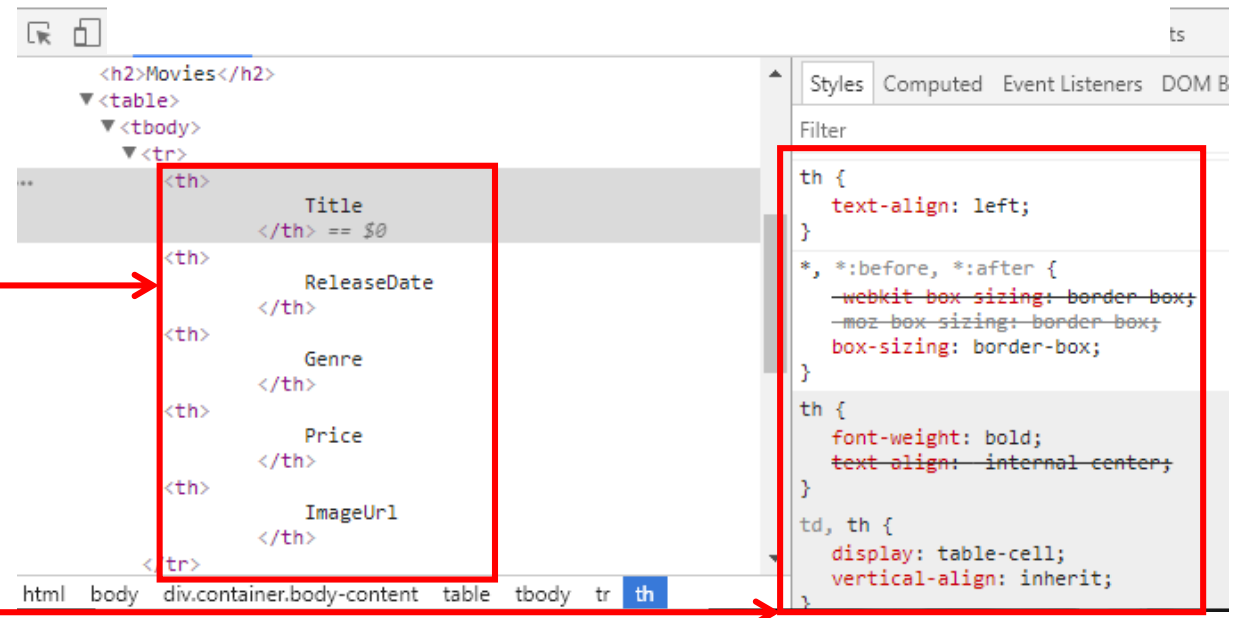 ts
<h2>Movies</h2>
▼<table>
▼<tbody>
▼<tr>
... <th>
Title
</th> == $0
<th>
ReleaseDate
</th>
<th>
Genre
</th>
<th>
Price
</th>
<th>
ImageUrl
</th>
</tr>
html body div.container.body-content table tbody tr th
Styles Computed Event Listeners DOM B
Filter
th {
text-align: left;
}
*, *:before, *:after {
-webkit-box-sizing: border-box;
-moz-box-sizing: border-box;
box-sizing: border-box;
}
th {
font-weight: bold;
text-align: -internal-center;
}
td, th {
display: table-cell;
vertical-align: inherit;
}